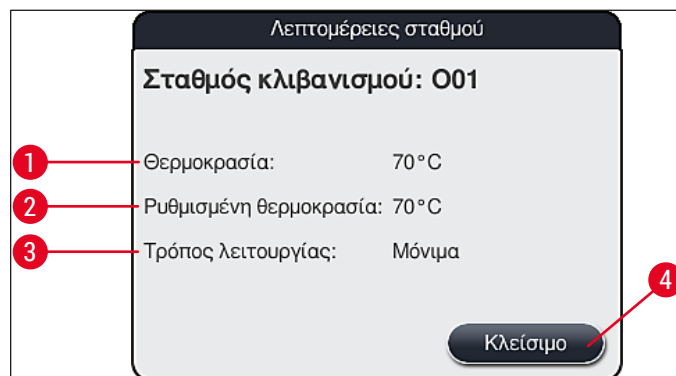 Λεπτομέρειες σταθμού
Σταθμός κλιβανισμού: O01
1 Θερμοκρασία: 70°C
2 Ρυθμισμένη θερμοκρασία: 70°C
3 Τρόπος λειτουργίας: Μόνιμα
4
Κλείσιμο